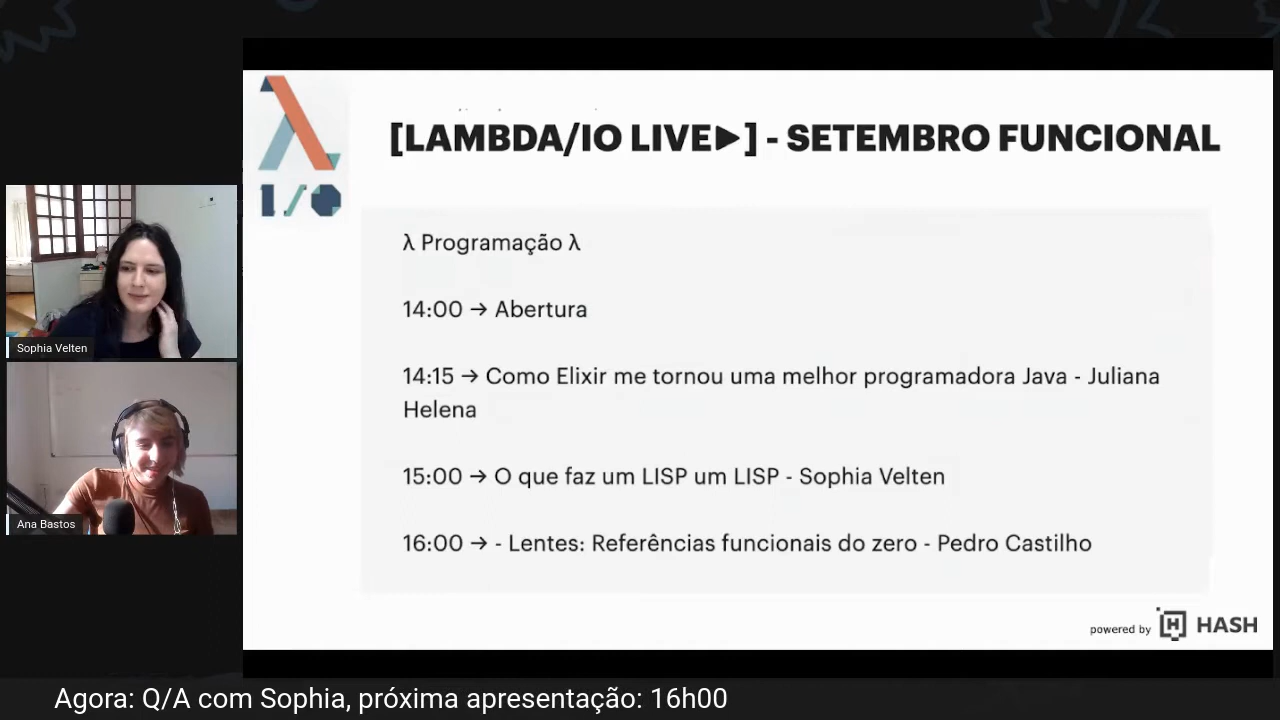 λ
I/O
[LAMBDA/IO LIVE▶] - SETEMBRO FUNCIONAL
λ Programação λ
14:00 → Abertura
14:15 → Como Elixir me tornou uma melhor programadora Java - Juliana
Helena
15:00 → O que faz um LISP um LISP - Sophia Velten
16:00 → - Lentes: Referências funcionais do zero - Pedro Castilho
powered by HASH
Sophia Velten
Ana Bastos
Agora: Q/A com Sophia, próxima apresentação: 16h00